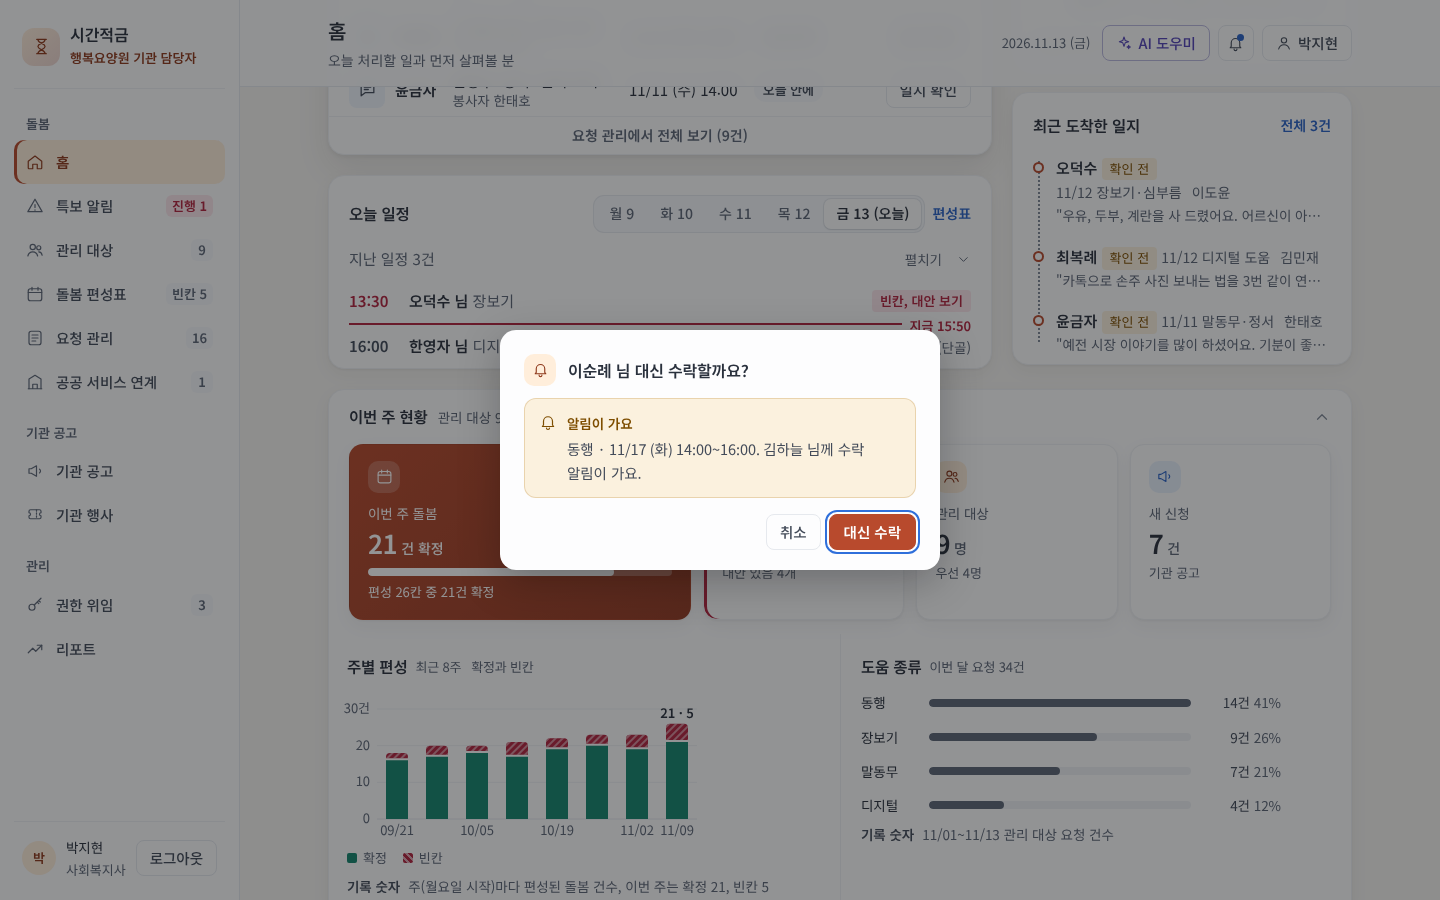 시간적금
행복요양원 기관 담당자
돌봄
홈
특보 알림
진행 1
관리 대상
9
돌봄 편성표
빈칸 5
요청 관리
16
공공 서비스 연계
1
기관 공고
기관 공고
기관 행사
관리
권한 위임
3
리포트
박
박지현
사회복지사
로그아웃
홈
오늘 처리할 일과 먼저 살펴볼 분
2026.11.13 (금)
AI 도우미
박지현
윤금자
봉사자 한태호
11/11 (수) 14:00
오늘 안에
일지 확인
요청 관리에서 전체 보기 (9건)
오늘 일정
월 9
화 10
수 11
목 12
금 13 (오늘)
편성표
지난 일정 3건
펼치기
13:30
오덕수 님 장보기
빈칸, 대안 보기
지금 15:50
16:00
한영자 님 디지
(단골)
최근 도착한 일지
전체 3건
오덕수
확인 전
11/12 장보기·심부름 이도윤
"우유, 두부, 계란을 사 드렸어요. 어르신이 아…
최복례
확인 전
11/12 디지털 도움 김민재
"카톡으로 손주 사진 보내는 법을 3번 같이 연…
윤금자
확인 전
11/11 말동무·정서 한태호
"예전 시장 이야기를 많이 하셨어요. 기분이 좋…
이순례 님 대신 수락할까요?
알림이 가요
동행 · 11/17 (화) 14:00~16:00. 김하늘 님께 수락
알림이 가요.
취소
대신 수락
이번 주 현황
관리 대상 9
이번 주 돌봄
21 건 확정
편성 26칸 중 21건 확정
대안 있음 4개
관리 대상
9 명
우선 4명
새 신청
7 건
기관 공고
주별 편성
최근 8주 확정과 빈칸
30건
20
10
0
21 · 5
09/21
10/05
10/19
11/02
11/09
확정
빈칸
기록 숫자 주(월요일 시작)마다 편성된 돌봄 건수, 이번 주는 확정 21, 빈칸 5
도움 종류
이번 달 요청 34건
동행
14건 41%
장보기
9건 26%
말동무
7건 21%
디지털
4건 12%
기록 숫자 11/01~11/13 관리 대상 요청 건수